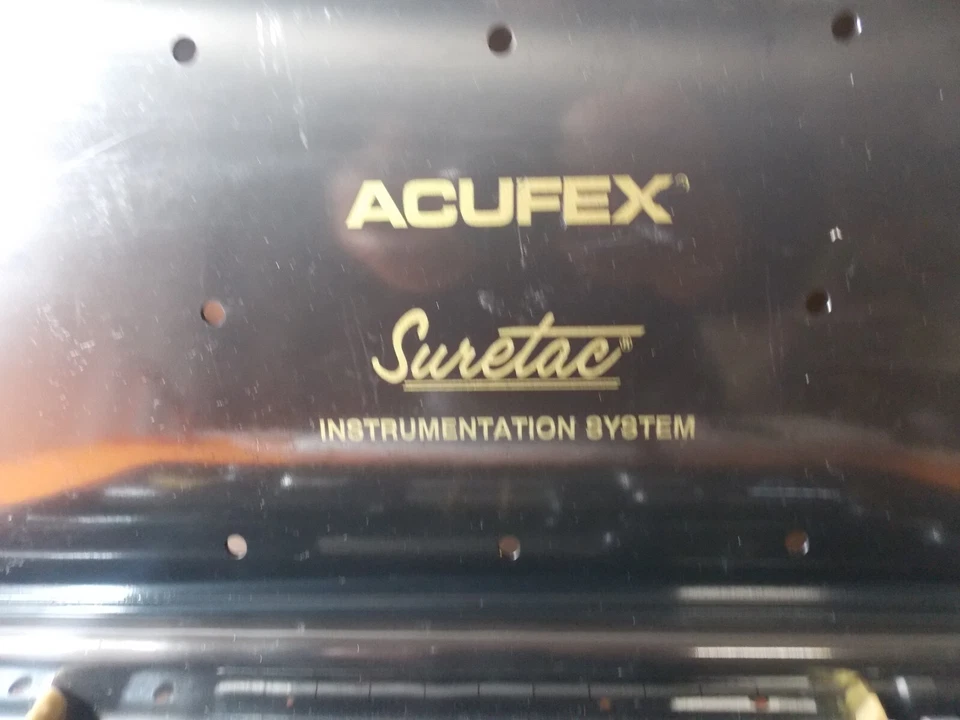 ACUFEX®
Suretac®
INSTRUMENTATION SYSTEM